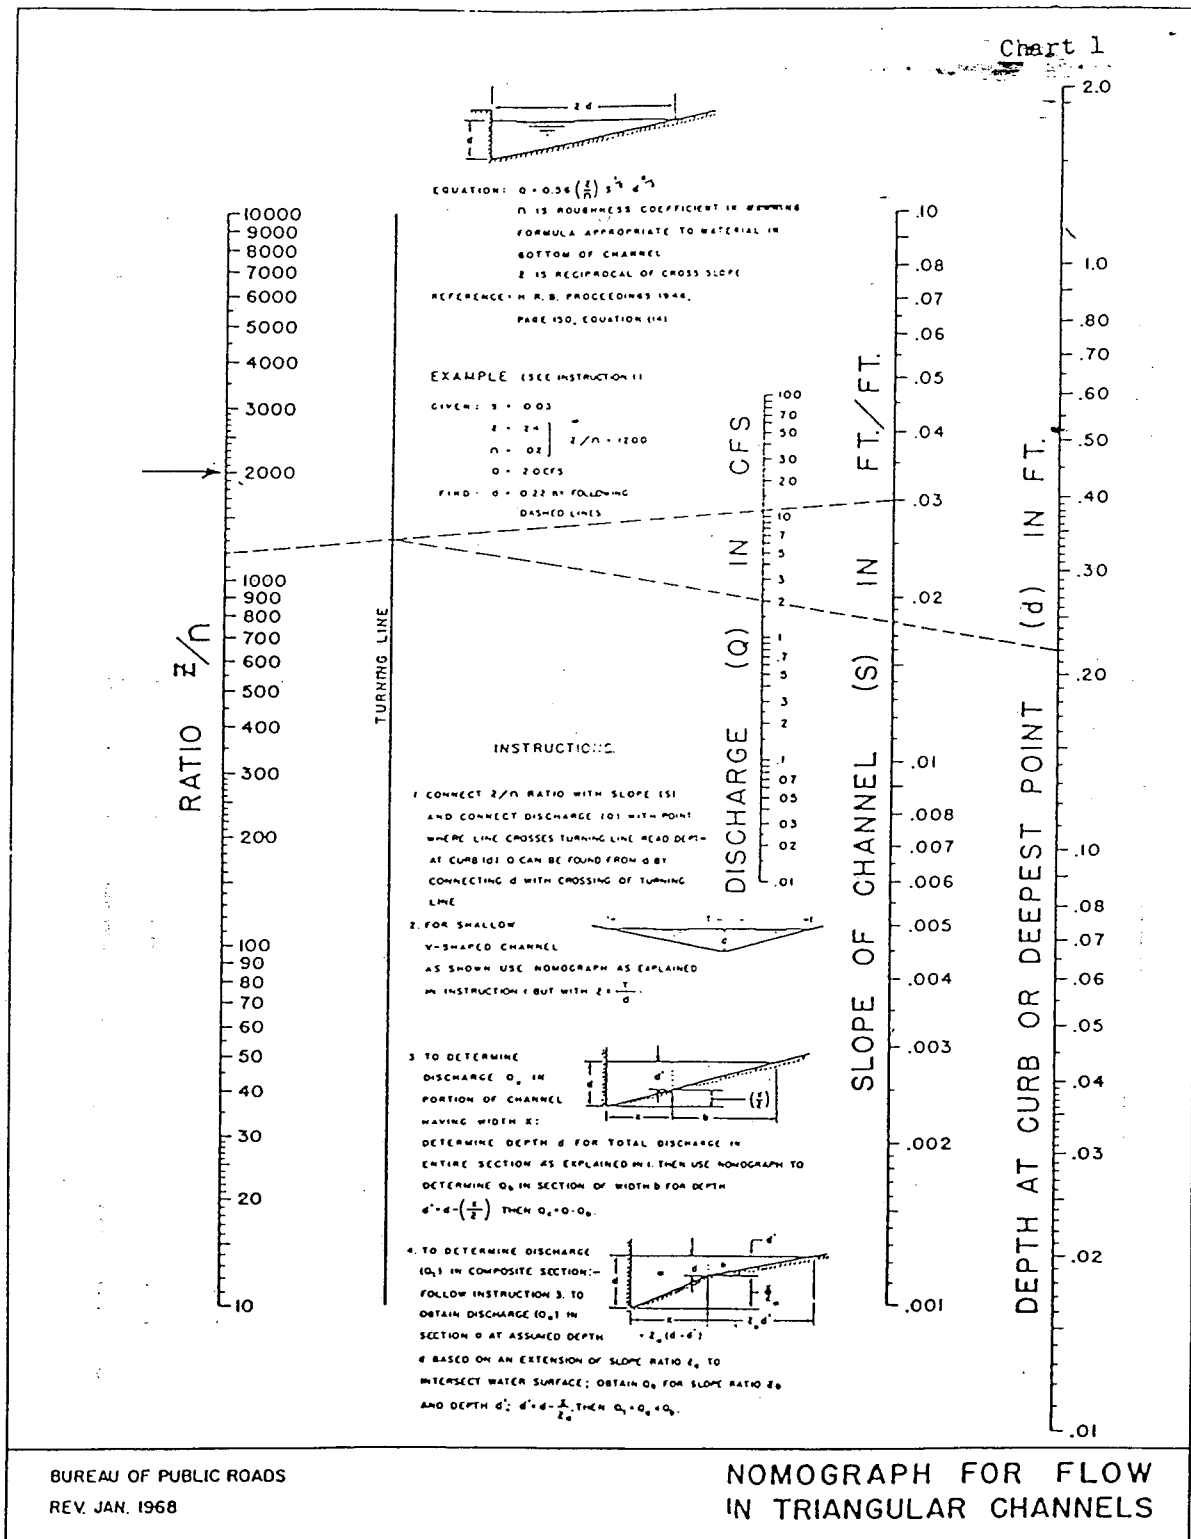 Chart 1
z d
d
EQUATION: Q = 0.56 (z/n) s^1/2 d^8/3
n IS ROUGHNESS COEFFICIENT IN MANNING
FORMULA APPROPRIATE TO MATERIAL IN
BOTTOM OF CHANNEL
Z IS RECIPROCAL OF CROSS SLOPE
REFERENCE: H. R. B. PROCEEDINGS 1946,
PAGE 150, EQUATION (14)
EXAMPLE (SEE INSTRUCTION 1)
GIVEN: S = 0.03
Z = 24
n = .02
Z/n = 1200
Q = 2.0 CFS
FIND: d = 0.22 BY FOLLOWING
DASHED LINES
RATIO Z/n
10000
9000
8000
7000
6000
5000
4000
3000
2000
1000
900
800
700
600
500
400
300
200
100
90
80
70
60
50
40
30
20
10
TURNING LINE
DISCHARGE (Q) IN CFS
100
70
50
30
20
10
7
5
3
2
1
.7
5
3
2
.1
.07
.05
.03
.02
.01
SLOPE OF CHANNEL (S) IN FT./FT.
.10
.08
.07
.06
.05
.04
.03
.02
.01
.008
.007
.006
.005
.004
.003
.002
.001
DEPTH AT CURB OR DEEPEST POINT (d) IN FT.
2.0
1.0
.80
.70
.60
.50
.40
.30
.20
.10
.08
.07
.06
.05
.04
.03
.02
.01
INSTRUCTIONS
1 CONNECT Z/n RATIO WITH SLOPE (S)
AND CONNECT DISCHARGE (Q) WITH POINT
WHERE LINE CROSSES TURNING LINE READ DEPTH
AT CURB (d) Q CAN BE FOUND FROM d BY
CONNECTING d WITH CROSSING OF TURNING
LINE
2. FOR SHALLOW
V-SHAPED CHANNEL
AS SHOWN USE NOMOGRAPH AS EXPLAINED
IN INSTRUCTION 1 BUT WITH Z = T/d
3 TO DETERMINE
DISCHARGE Qx IN
PORTION OF CHANNEL
HAVING WIDTH X:
DETERMINE DEPTH d FOR TOTAL DISCHARGE IN
ENTIRE SECTION AS EXPLAINED IN 1. THEN USE NOMOGRAPH TO
DETERMINE Qb IN SECTION OF WIDTH b FOR DEPTH
d' = d - (x/z) THEN Qx = Q - Qb.
4. TO DETERMINE DISCHARGE
IN COMPOSITE SECTION:-
FOLLOW INSTRUCTION 3. TO
OBTAIN DISCHARGE (Qa) IN
SECTION a AT ASSUMED DEPTH
d BASED ON AN EXTENSION OF SLOPE RATIO Za TO
INTERSECT WATER SURFACE; OBTAIN Qb FOR SLOPE RATIO Zb
AND DEPTH d'; d' = d - x/Za, THEN QT = Qa + Qb.
BUREAU OF PUBLIC ROADS
REV. JAN. 1968
NOMOGRAPH FOR FLOW
IN TRIANGULAR CHANNELS